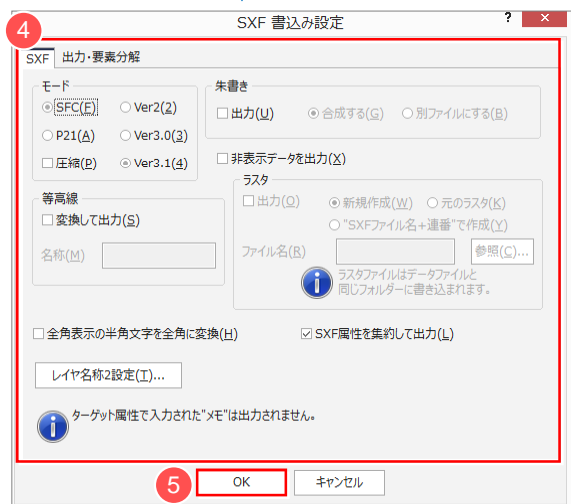 SXF 書込み設定
? ×
4
SXF 出力・要素分解
モード
SFC(F) Ver2(2)
P21(A) Ver3.0(3)
圧縮(P) Ver3.1(4)
朱書き
出力(U) 合成する(G) 別ファイルにする(B)
非表示データを出力(X)
等高線
変換して出力(S)
名称(M)
ラスタ
出力(O) 新規作成(W) 元のラスタ(K)
"SXFファイル名+連番"で作成(Y)
ファイル名(R) 参照(C)...
ラスタファイルはデータファイルと
同じフォルダーに書き込まれます。
全角表示の半角文字を全角に変換(H) SXF属性を集約して出力(L)
レイヤ名称2設定(T)...
ターゲット属性で入力された"メモ"は出力されません。
5 OK キャンセル